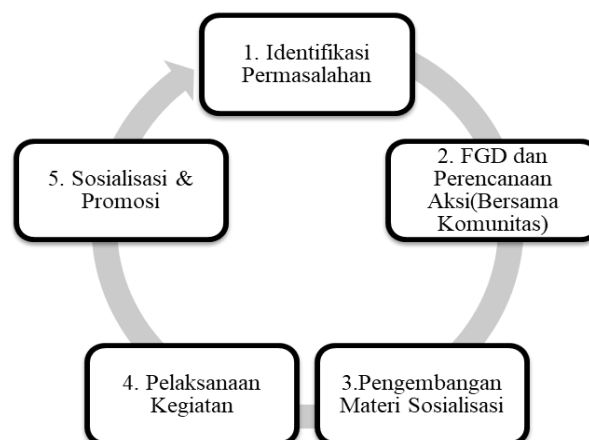 1. Identifikasi
Permasalahan
2. FGD dan
Perencanaan
Aksi(Bersama
Komunitas)
3.Pengembangan
Materi Sosialisasi
4. Pelaksanaan
Kegiatan
5. Sosialisasi &
Promosi